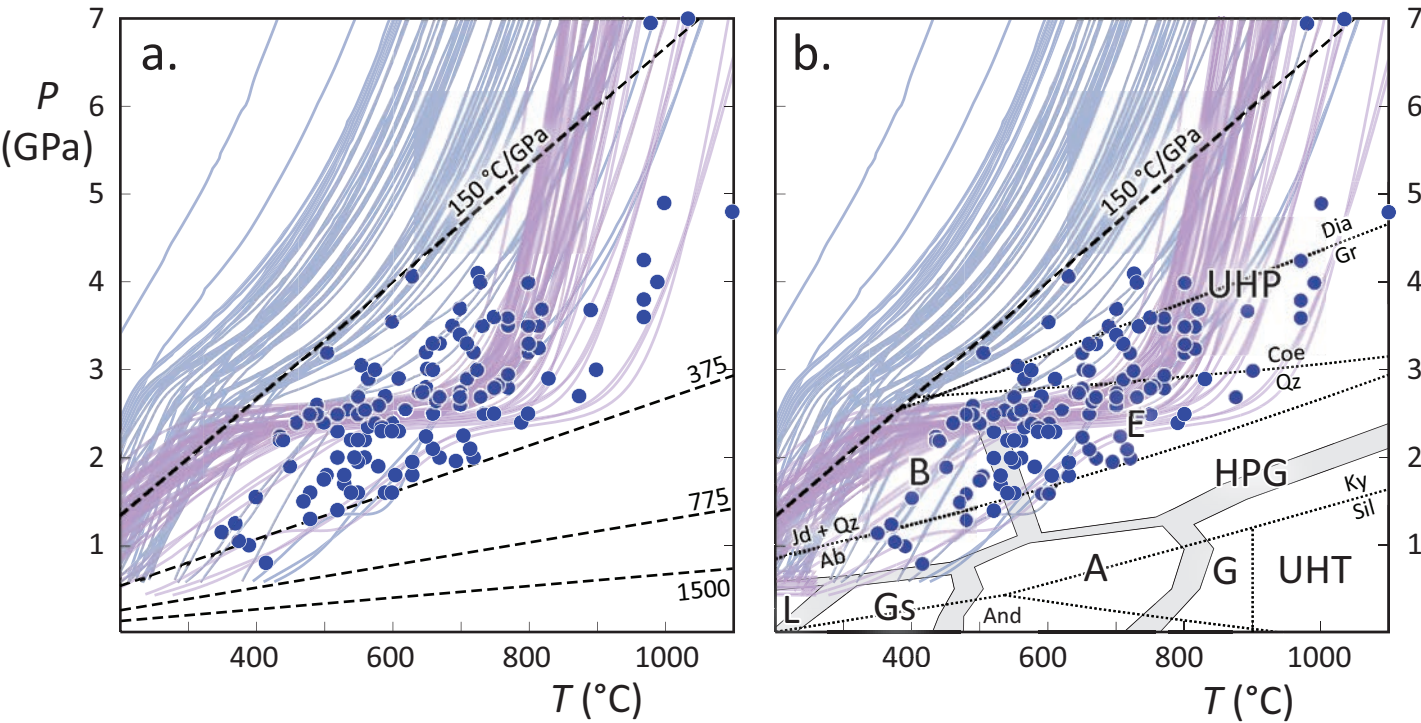 a.
P
(GPa)
7
6
5
4
3
2
1
150 °C/GPa
375
775
1500
400
600
800
1000
T (°C)
b.
150 °C/GPa
Dia
Gr
UHP
Coe
Qz
E
B
HPG
Jd + Qz
Ab
Ky
Sil
A
G
UHT
L
Gs
And
7
6
5
4
3
2
1
400
600
800
1000
T (°C)